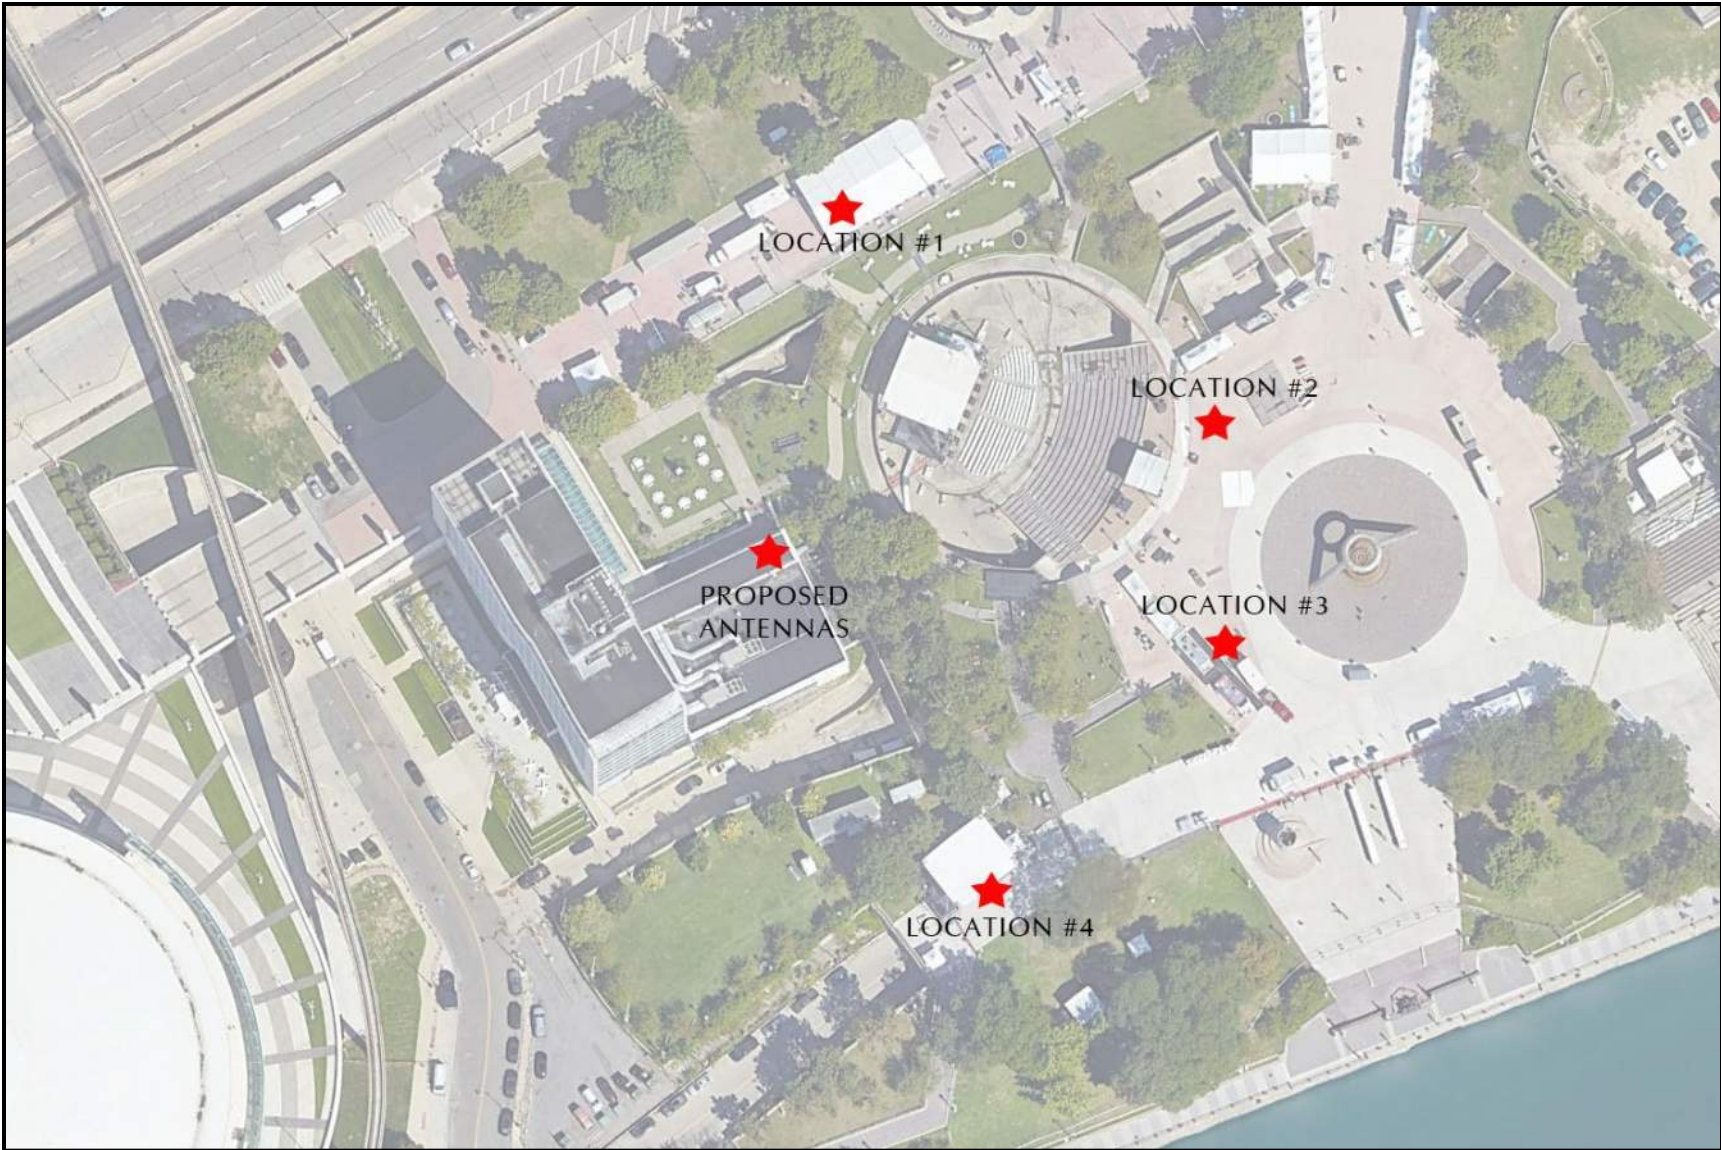 LOCATION #1
LOCATION #2
PROPOSED
ANTENNAS
LOCATION #3
LOCATION #4